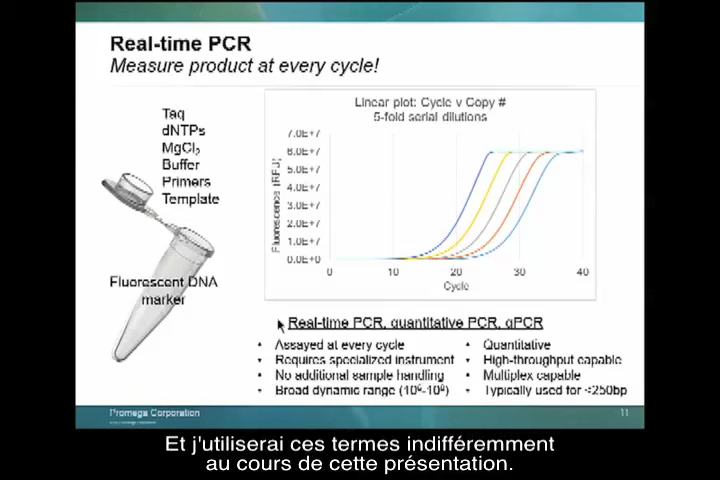 Real-time PCR
Measure product at every cycle!
Taq
dNTPs
MgCl₂
Buffer
Primers
Template
Fluorescent DNA
marker
Linear plot: Cycle v Copy #
5-fold serial dilutions
Fluorescence (RFU)
7.0E+7
6.0E+7
5.0E+7
4.0E+7
3.0E+7
2.0E+7
1.0E+7
0.0E+0
0 10 20 30 40
Cycle
Real-time PCR, quantitative PCR, qPCR
• Assayed at every cycle
• Requires specialized instrument
• No additional sample handling
• Broad dynamic range
• Quantitative
• High-throughput capable
• Multiplex capable
• Typically used for <250bp
Promega Corporation
11
Et j'utiliserai ces termes indifféremment
au cours de cette présentation.